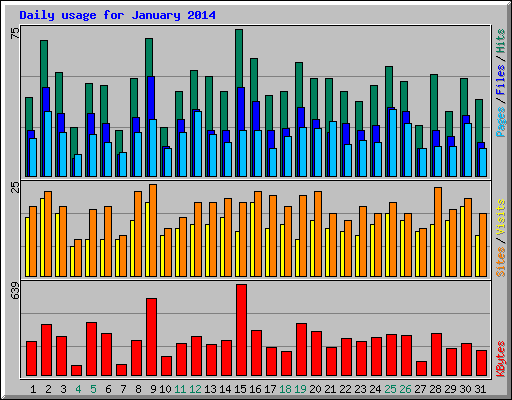 Daily usage for January 2014
75
Pages / Files / Hits
25
Sites / Visits
639
KBytes
1 2 3 4 5 6 7 8 9 10 11 12 13 14 15 16 17 18 19 20 21 22 23 24 25 26 27 28 29 30 31